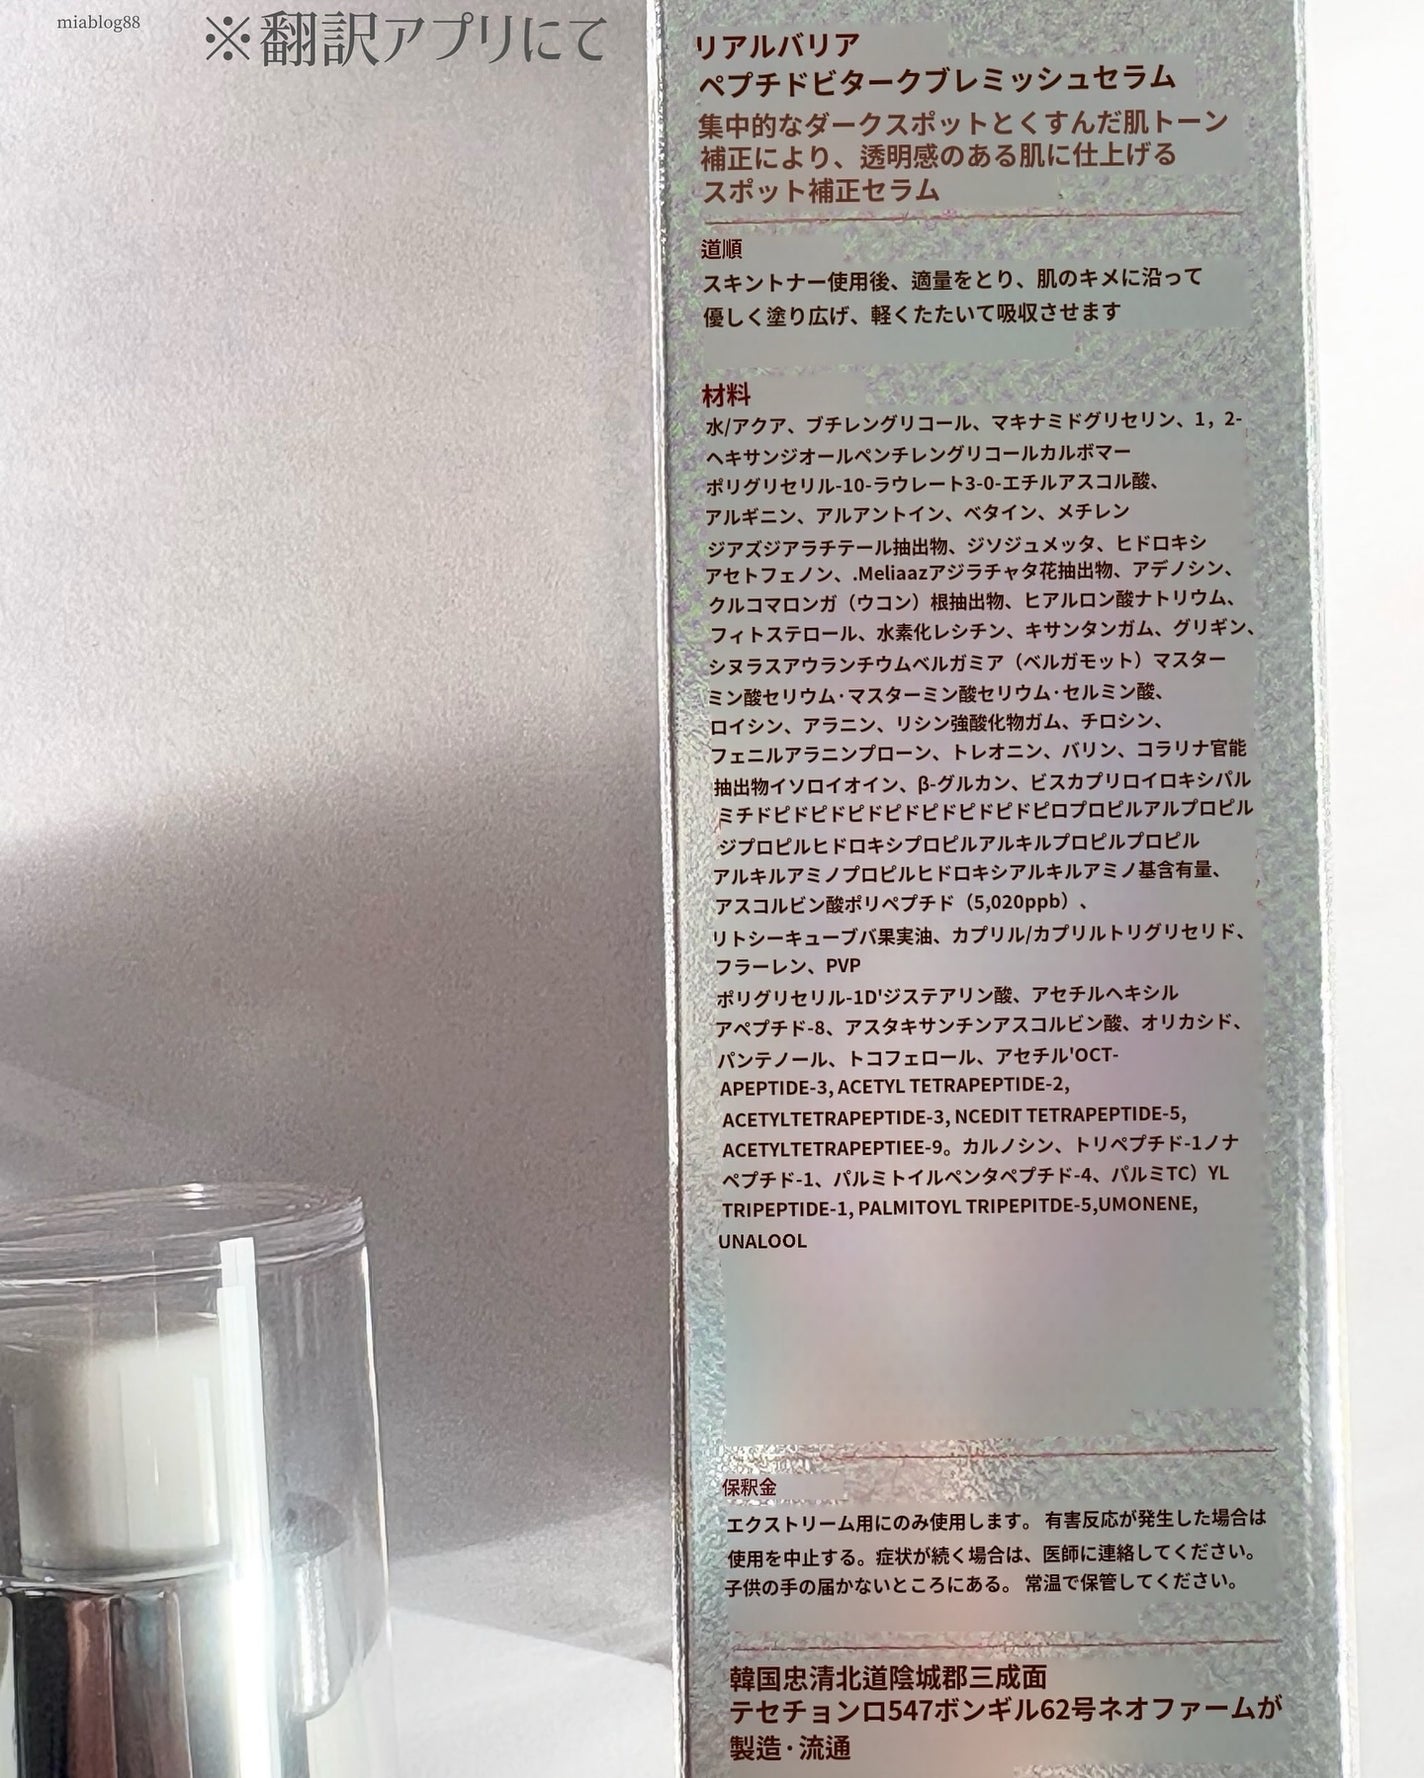 miablog88
※翻訳アプリにて
リアルバリア
ペプチドビタークブレミッシュセラム
集中的なダークスポットとくすんだ肌トーン
補正により、透明感のある肌に仕上げる
スポット補正セラム
道順
スキントナー使用後、適量をとり、肌のキメに沿って
優しく塗り広げ、軽くたたいて吸収させます
材料
水/アクア、ブチレングリコール、マキナミドグリセリン、1，2-
ヘキサンジオールペンチレングリコールカルボマー
ポリグリセリル-10-ラウレート3-0-エチルアスコル酸、
アルギニン、アルアントイン、ベタイン、メチレン
ジアズジアラチテール抽出物、ジソジュメッタ、ヒドロキシ
アセトフェノン、.Meliaazアジラチャタ花抽出物、アデノシン、
クルコマロンガ（ウコン）根抽出物、ヒアルロン酸ナトリウム、
フィトステロール、水素化レシチン、キサンタンガム、グリギン、
シヌラスアウランチウムベルガミア（ベルガモット）マスター
ミン酸セリウム·マスターミン酸セリウム·セルミン酸、
ロイシン、アラニン、リシン強酸化物ガム、チロシン、
フェニルアラニンプローン、トレオニン、バリン、コラリナ官能
抽出物イソロイオイン、β-グルカン、ビスカプリロイロキシパル
ミチドピドピドピドピドピドピドピドピロプロピルアルプロピル
ジプロピルヒドロキシプロピルアルキルプロピルプロピル
アルキルアミノプロピルヒドロキシアルキルアミノ基含有量、
アスコルビン酸ポリペプチド（5,020ppb）、
リトシーキューブバ果実油、カプリル/カプリルトリグリセリド、
フラーレン、PVP
ポリグリセリル-1D'ジステアリン酸、アセチルヘキシル
アペプチド-8、アスタキサンチンアスコルビン酸、オリカシド、
パンテノール、トコフェロール、アセチル'OCT-
APEPTIDE-3, ACETYL TETRAPEPTIDE-2,
ACETYLTETRAPEPTIDE-3, NCEDIT TETRAPEPTIDE-5,
ACETYLTETRAPEPTIEE-9。カルノシン、トリペプチド-1ノナ
ペプチド-1、パルミトイルペンタペプチド-4、パルミTC）YL
TRIPEPTIDE-1, PALMITOYL TRIPEPITDE-5,UMONENE,
UNALOOL
保釈金
エクストリーム用にのみ使用します。 有害反応が発生した場合は
使用を中止する。症状が続く場合は、医師に連絡してください。
子供の手の届かないところにある。 常温で保管してください。
韓国忠清北道陰城郡三成面
テセチョンロ547ボンギル62号ネオファームが
製造·流通